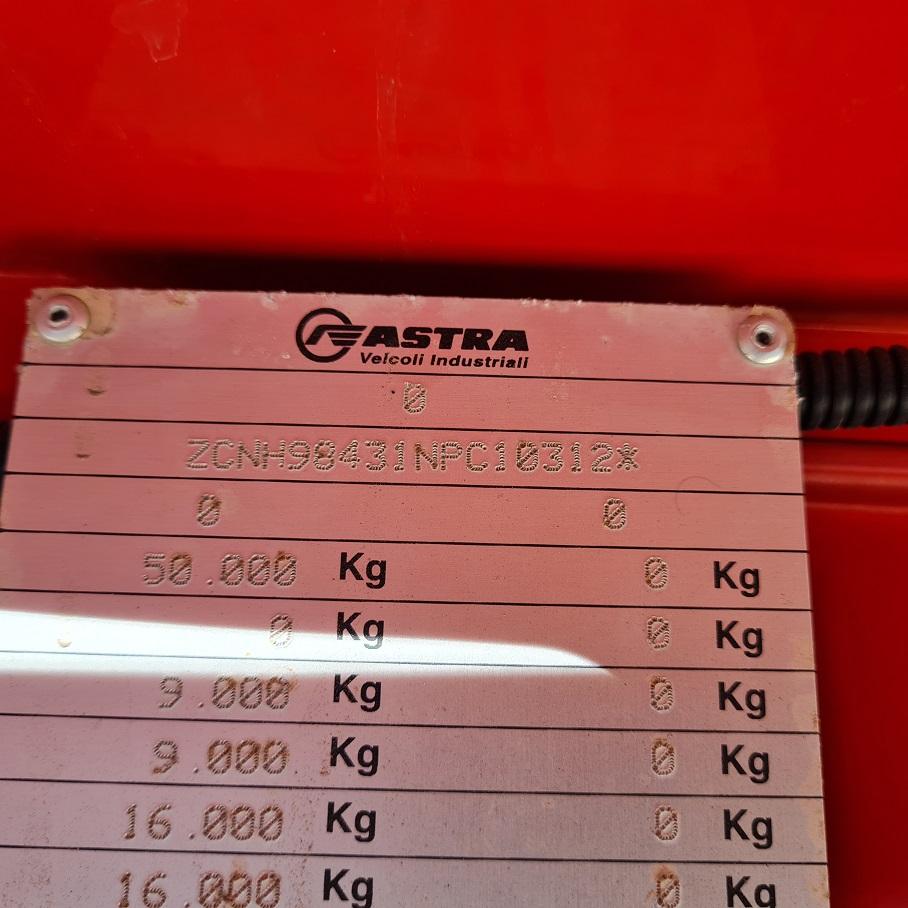 ASTRA
Veicoli Industriali
0
ZCNH98431NPC10312*
0 0
50.000 Kg 0 Kg
0 Kg 0 Kg
9.000 Kg 0 Kg
9.000 Kg 0 Kg
16.000 Kg 0 Kg
16.000 Kg 0 Kg